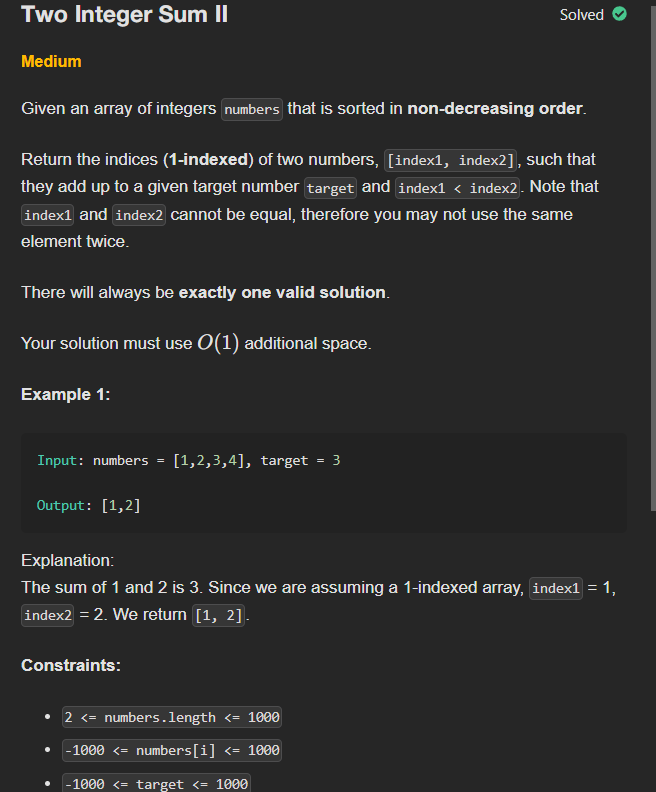 Two Integer Sum II
Solved
Medium
Given an array of integers numbers that is sorted in non-decreasing order.
Return the indices (1-indexed) of two numbers, [index1, index2], such that
they add up to a given target number target and index1 < index2. Note that
index1 and index2 cannot be equal, therefore you may not use the same
element twice.
There will always be exactly one valid solution.
Your solution must use O(1) additional space.
Example 1:
Input: numbers = [1,2,3,4], target = 3
Output: [1,2]
Explanation:
The sum of 1 and 2 is 3. Since we are assuming a 1-indexed array, index1 = 1,
index2 = 2. We return [1, 2].
Constraints:
• 2 <= numbers.length <= 1000
• -1000 <= numbers[i] <= 1000
• -1000 <= target <= 1000